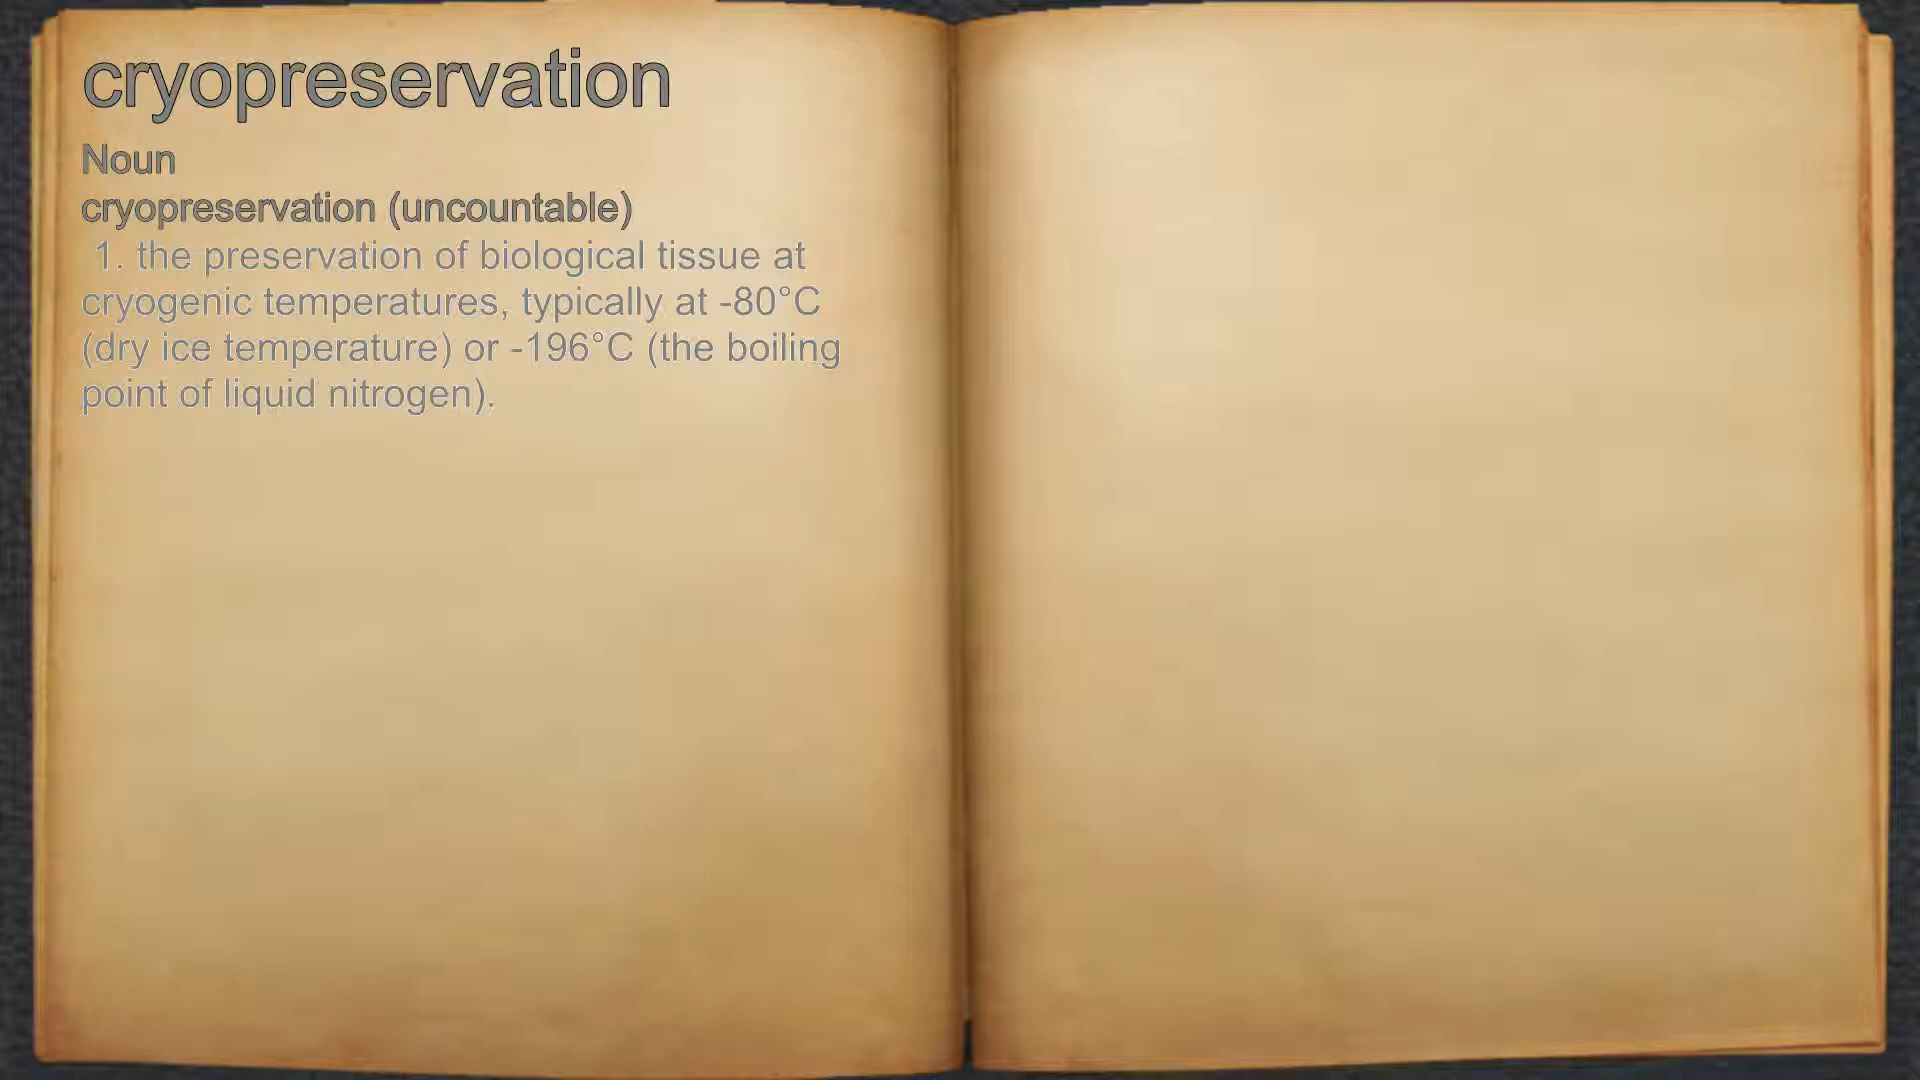 cryopreservation
Noun
cryopreservation (uncountable)
1. the preservation of biological tissue at
cryogenic temperatures, typically at -80°C
(dry ice temperature) or -196°C (the boiling
point of liquid nitrogen).